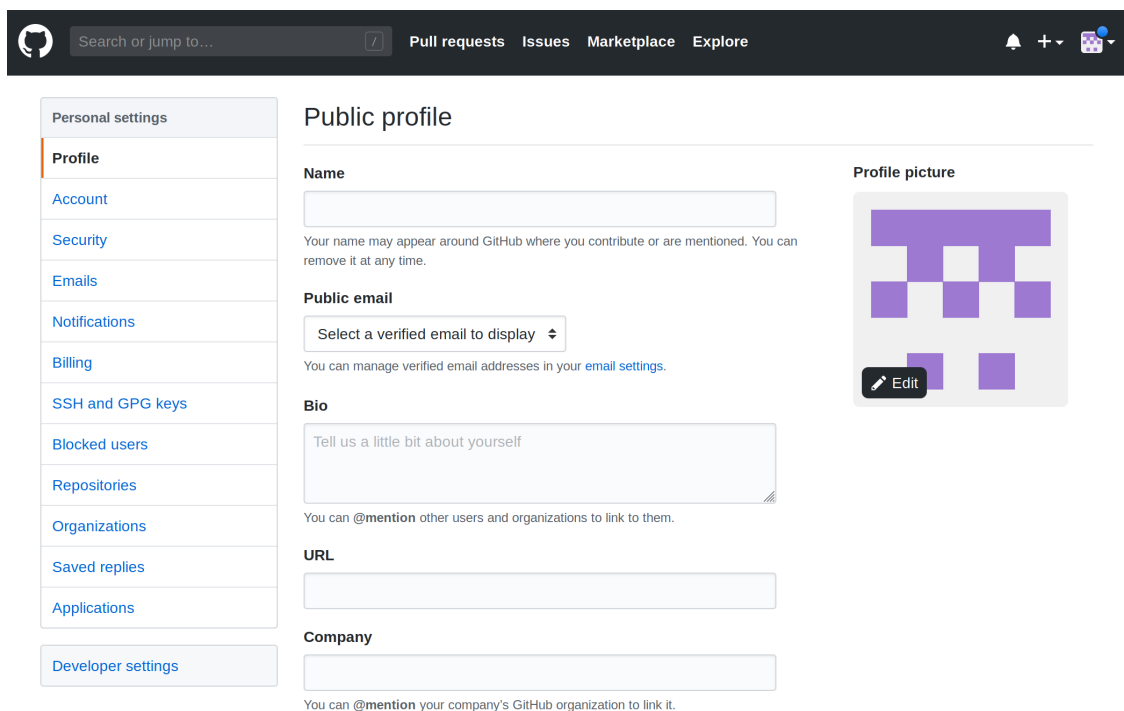 Search or jump to…
/
Pull requests
Issues
Marketplace
Explore
Personal settings
Profile
Account
Security
Emails
Notifications
Billing
SSH and GPG keys
Blocked users
Repositories
Organizations
Saved replies
Applications
Developer settings
Public profile
Name
Your name may appear around GitHub where you contribute or are mentioned. You can
remove it at any time.
Public email
Select a verified email to display
You can manage verified email addresses in your email settings.
Bio
Tell us a little bit about yourself
You can @mention other users and organizations to link to them.
URL
Company
You can @mention your company's GitHub organization to link it.
Profile picture
Edit